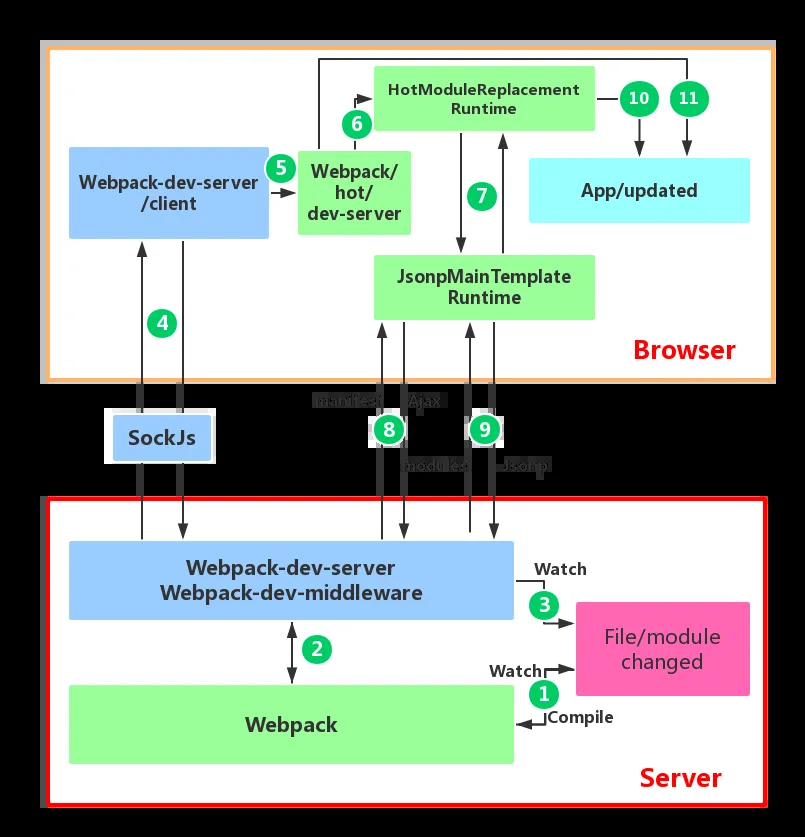 10
11
HotModuleReplacement
Runtime
6
5
Webpack-dev-server
/client
Webpack/
hot/
dev-server
7
App/updated
JsonpMainTemplate
Runtime
4
Browser
manifest
Ajax
8
9
SockJs
modules
Jsonp
Webpack-dev-server
Webpack-dev-middleware
Watch
3
File/module
changed
2
Watch
1
Compile
Webpack
Server